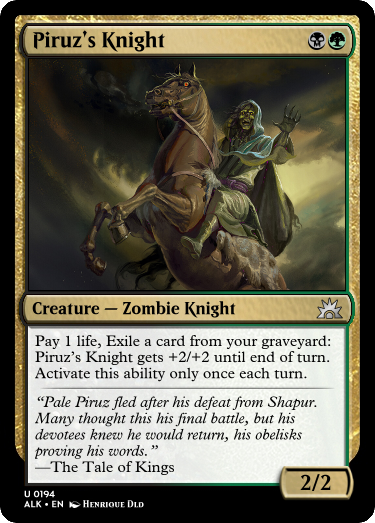 Piruz's Knight
Creature — Zombie Knight
Pay 1 life, Exile a card from your graveyard:
Piruz's Knight gets +2/+2 until end of turn.
Activate this ability only once each turn.
“Pale Piruz fled after his defeat from Shapur.
Many thought this his final battle, but his
devotees knew he would return, his obelisks
proving his words.”
—The Tale of Kings
2/2
U 0194
ALK • EN Henrique Dld